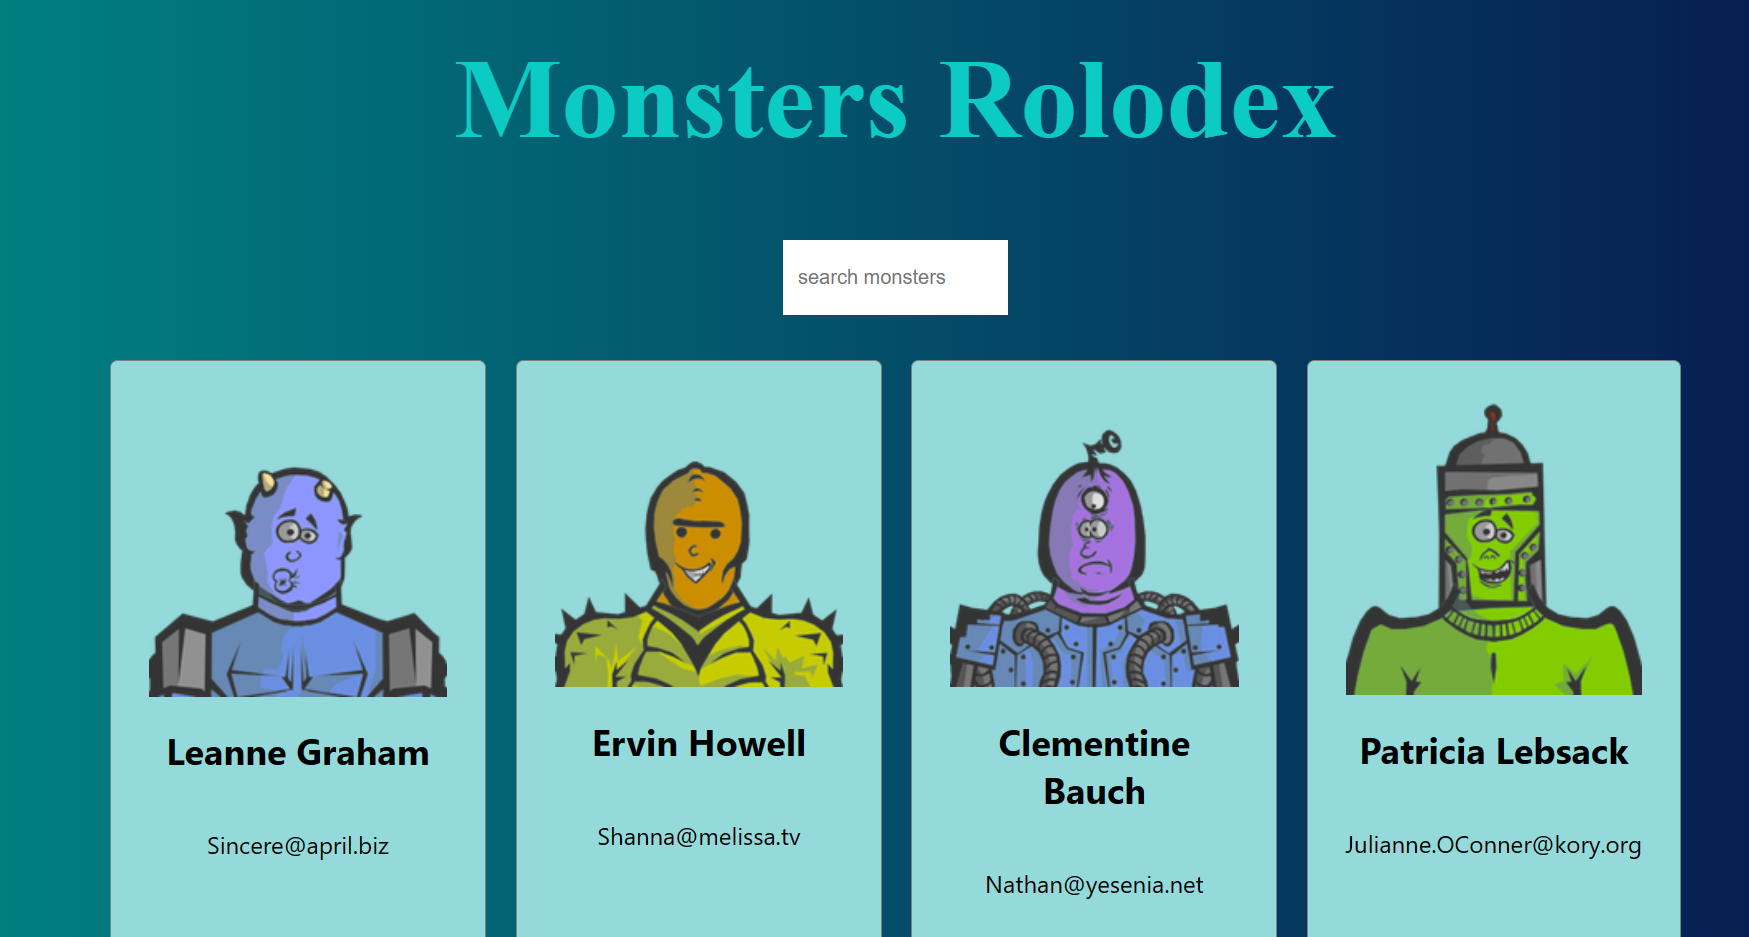 Monsters Rolodex
search monsters
Leanne Graham
Sincere@april.biz
Ervin Howell
Shanna@melissa.tv
Clementine
Bauch
Nathan@yesenia.net
Patricia Lebsack
Julianne.OConner@kory.org